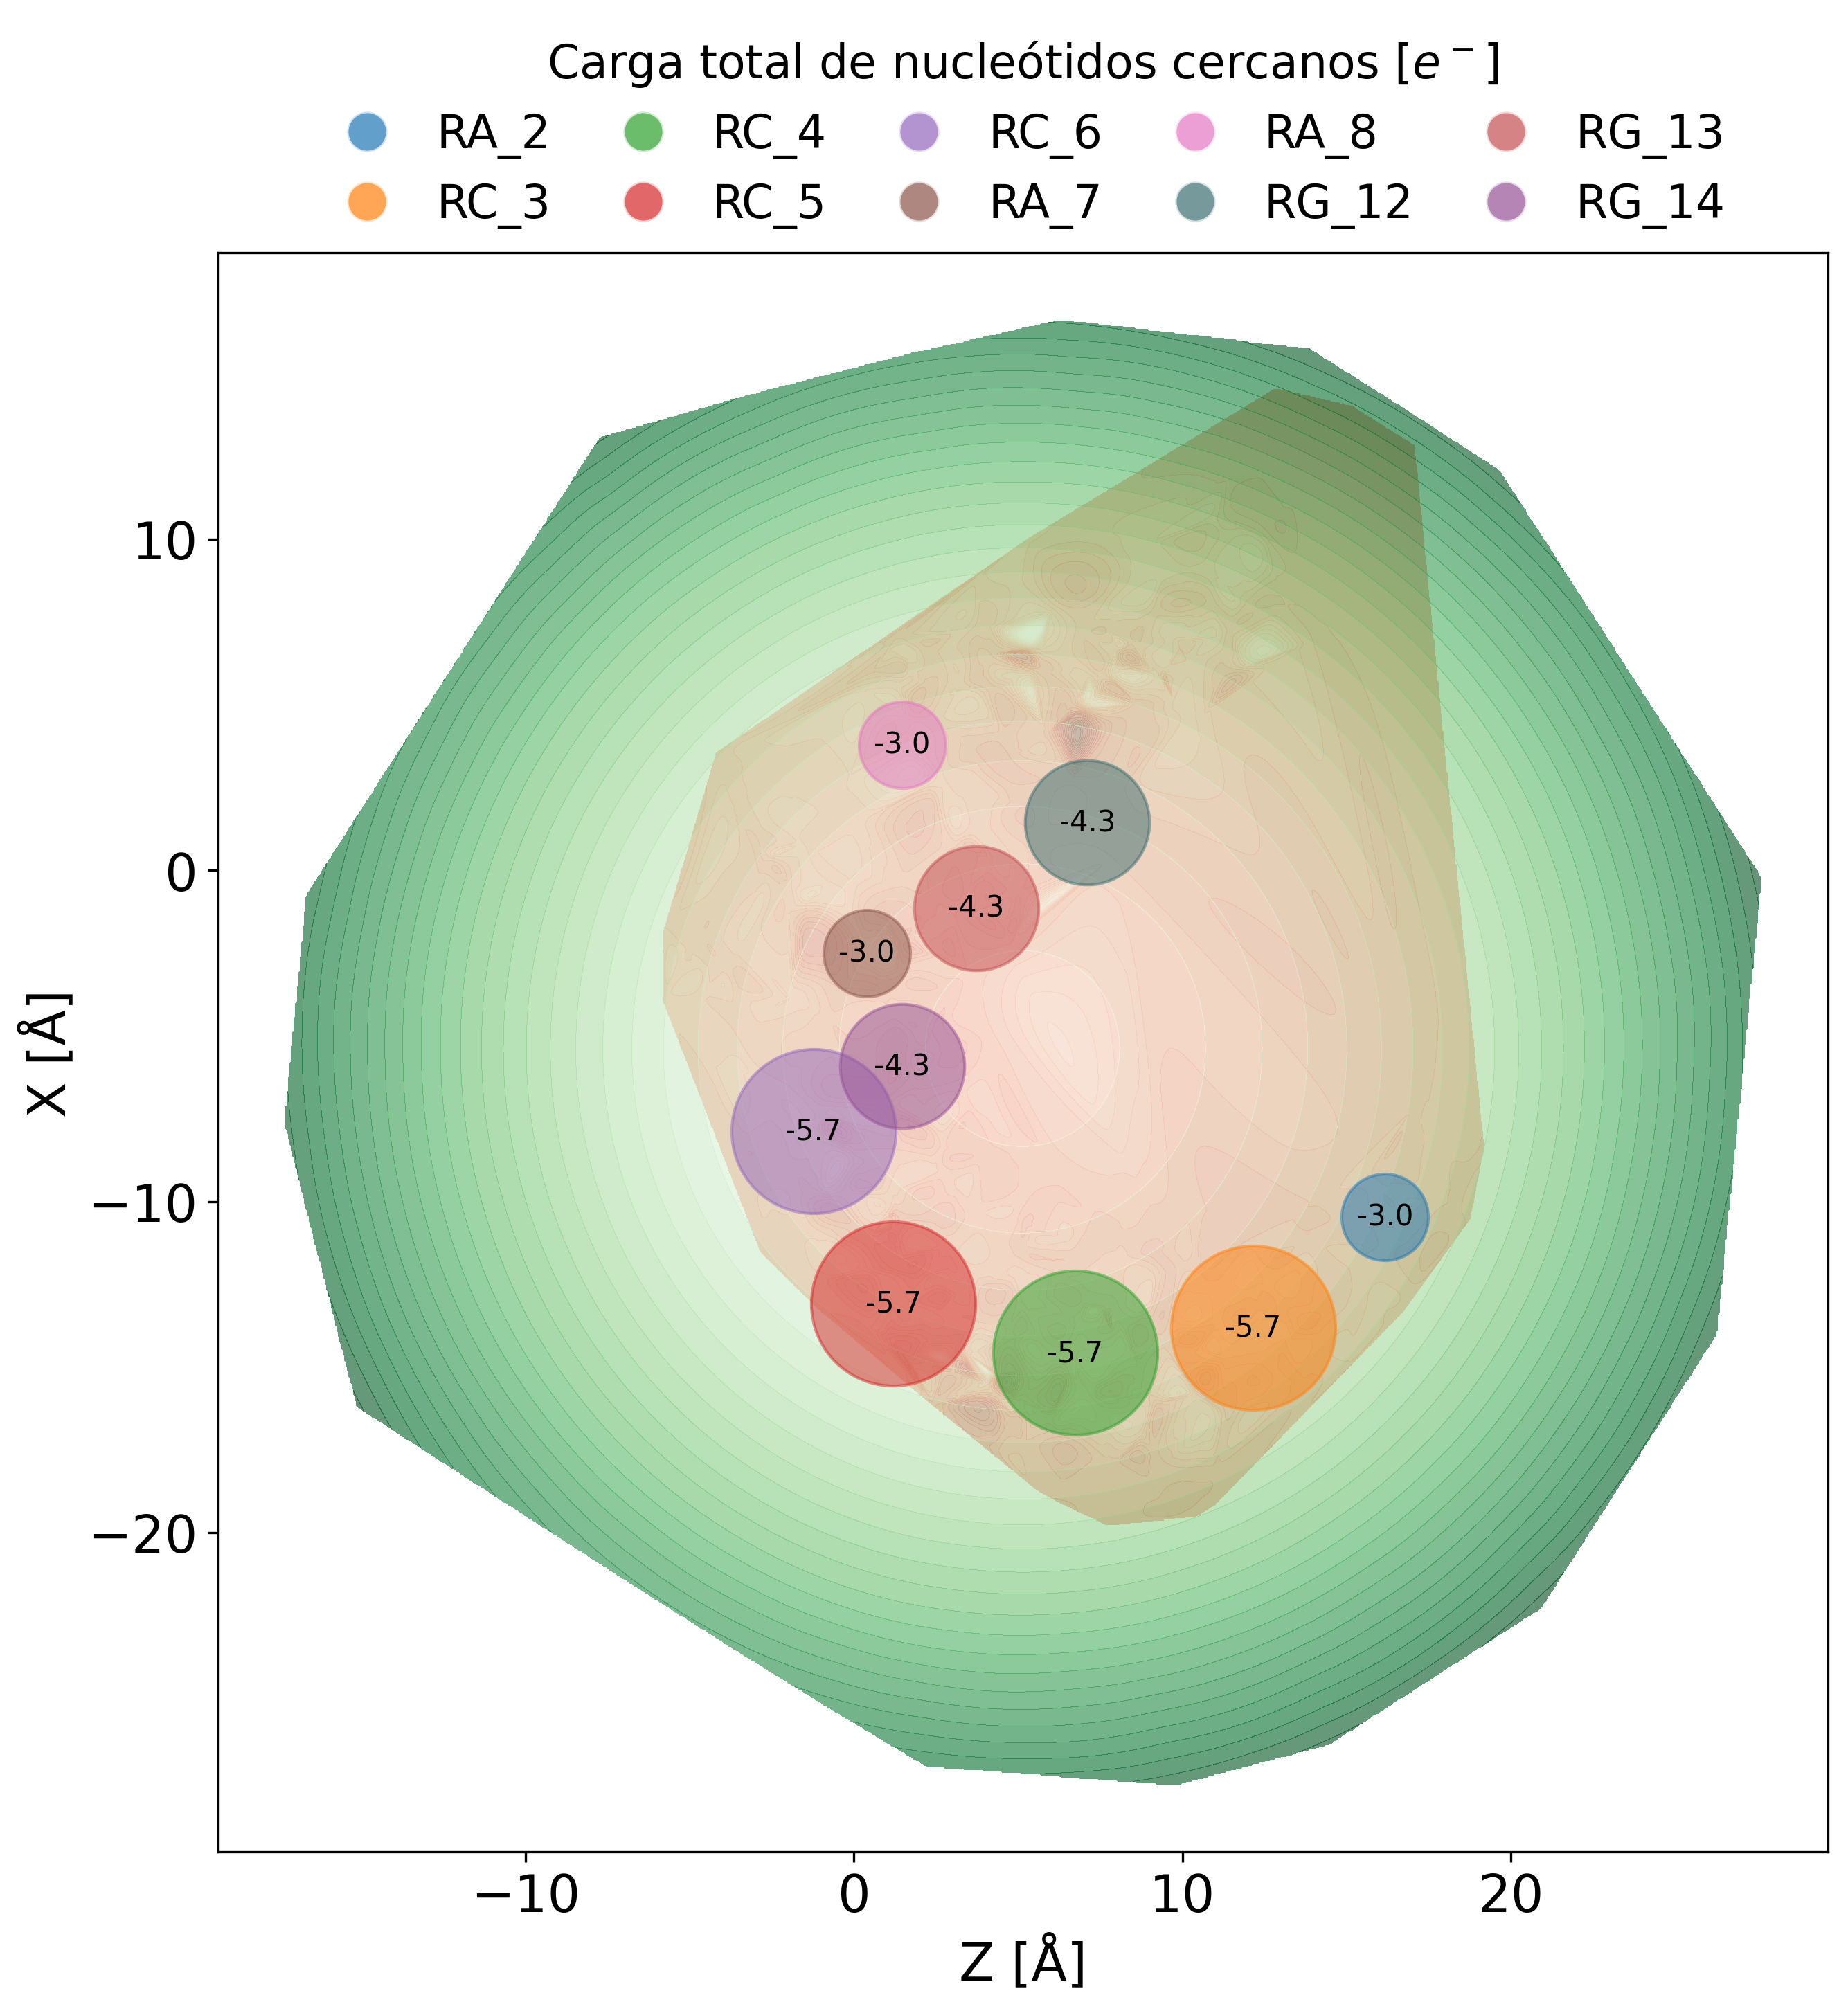 Carga total de nucleótidos cercanos [e⁻]
RA_2 RC_4 RC_6 RA_8 RG_13
RC_3 RC_5 RA_7 RG_12 RG_14
10
-3.0
-4.3
0
-4.3
-3.0
-4.3
-5.7
−10
-3.0
-5.7
-5.7
-5.7
−20
X [Å]
−10 0 10 20
Z [Å]